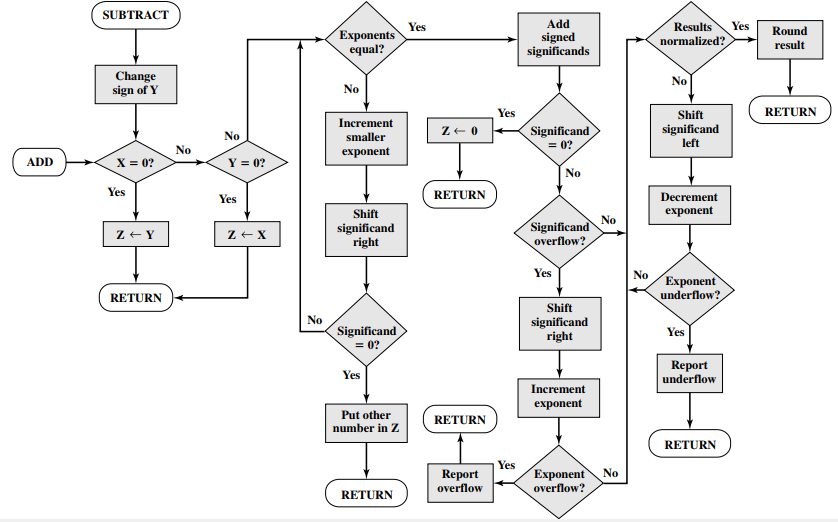 SUBTRACT
Change
sign of Y
ADD
X = 0?
No
Yes
Z ← Y
RETURN
No
Y = 0?
Yes
Z ← X
Exponents
equal?
Yes
No
Increment
smaller
exponent
Shift
significand
right
No
Significand
= 0?
Yes
Put other
number in Z
RETURN
Add
signed
significands
Yes
Z ← 0
RETURN
Significand
= 0?
No
Significand
overflow?
No
Yes
Shift
significand
right
Increment
exponent
RETURN
Report
overflow
Yes
Exponent
overflow?
No
Results
normalized?
Yes
Round
result
RETURN
No
Shift
significand
left
Decrement
exponent
No
Exponent
underflow?
Yes
Report
underflow
RETURN